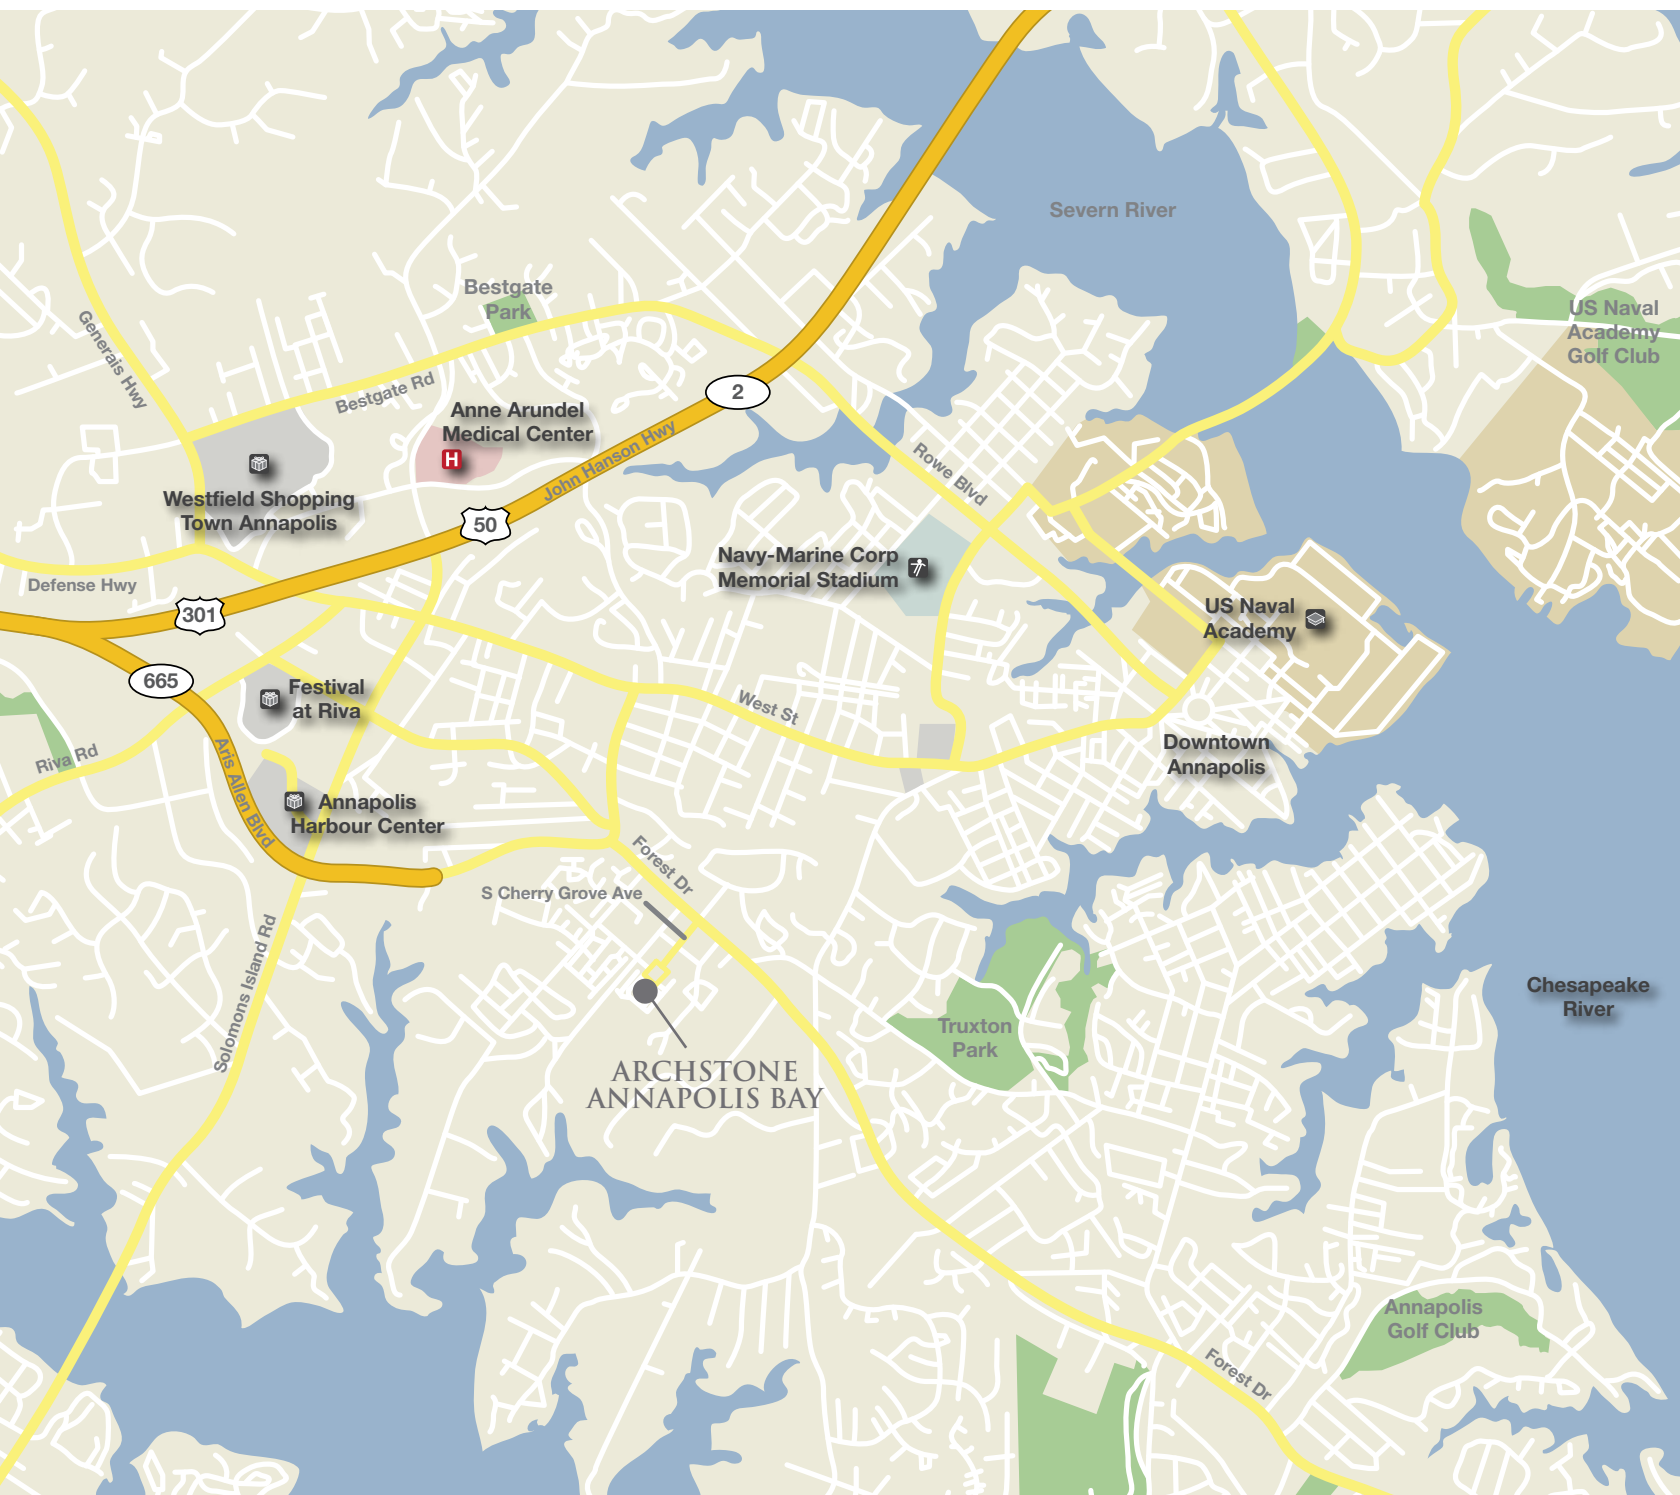 Severn River
Bestgate
Park
US Naval
Academy
Golf Club
Generais Hwy
Bestgate Rd
2
Anne Arundel
Medical Center
H
John Hanson Hwy
Rowe Blvd
Westfield Shopping
Town Annapolis
50
Navy-Marine Corp
Memorial Stadium
Defense Hwy
301
US Naval
Academy
665
Festival
at Riva
West St
Riva Rd
Aris Allen Blvd
Downtown
Annapolis
Annapolis
Harbour Center
Forest Dr
S Cherry Grove Ave
Solomons Island Rd
Chesapeake
River
Truxton
Park
ARCHSTONE
ANNAPOLIS BAY
Annapolis
Golf Club
Forest Dr